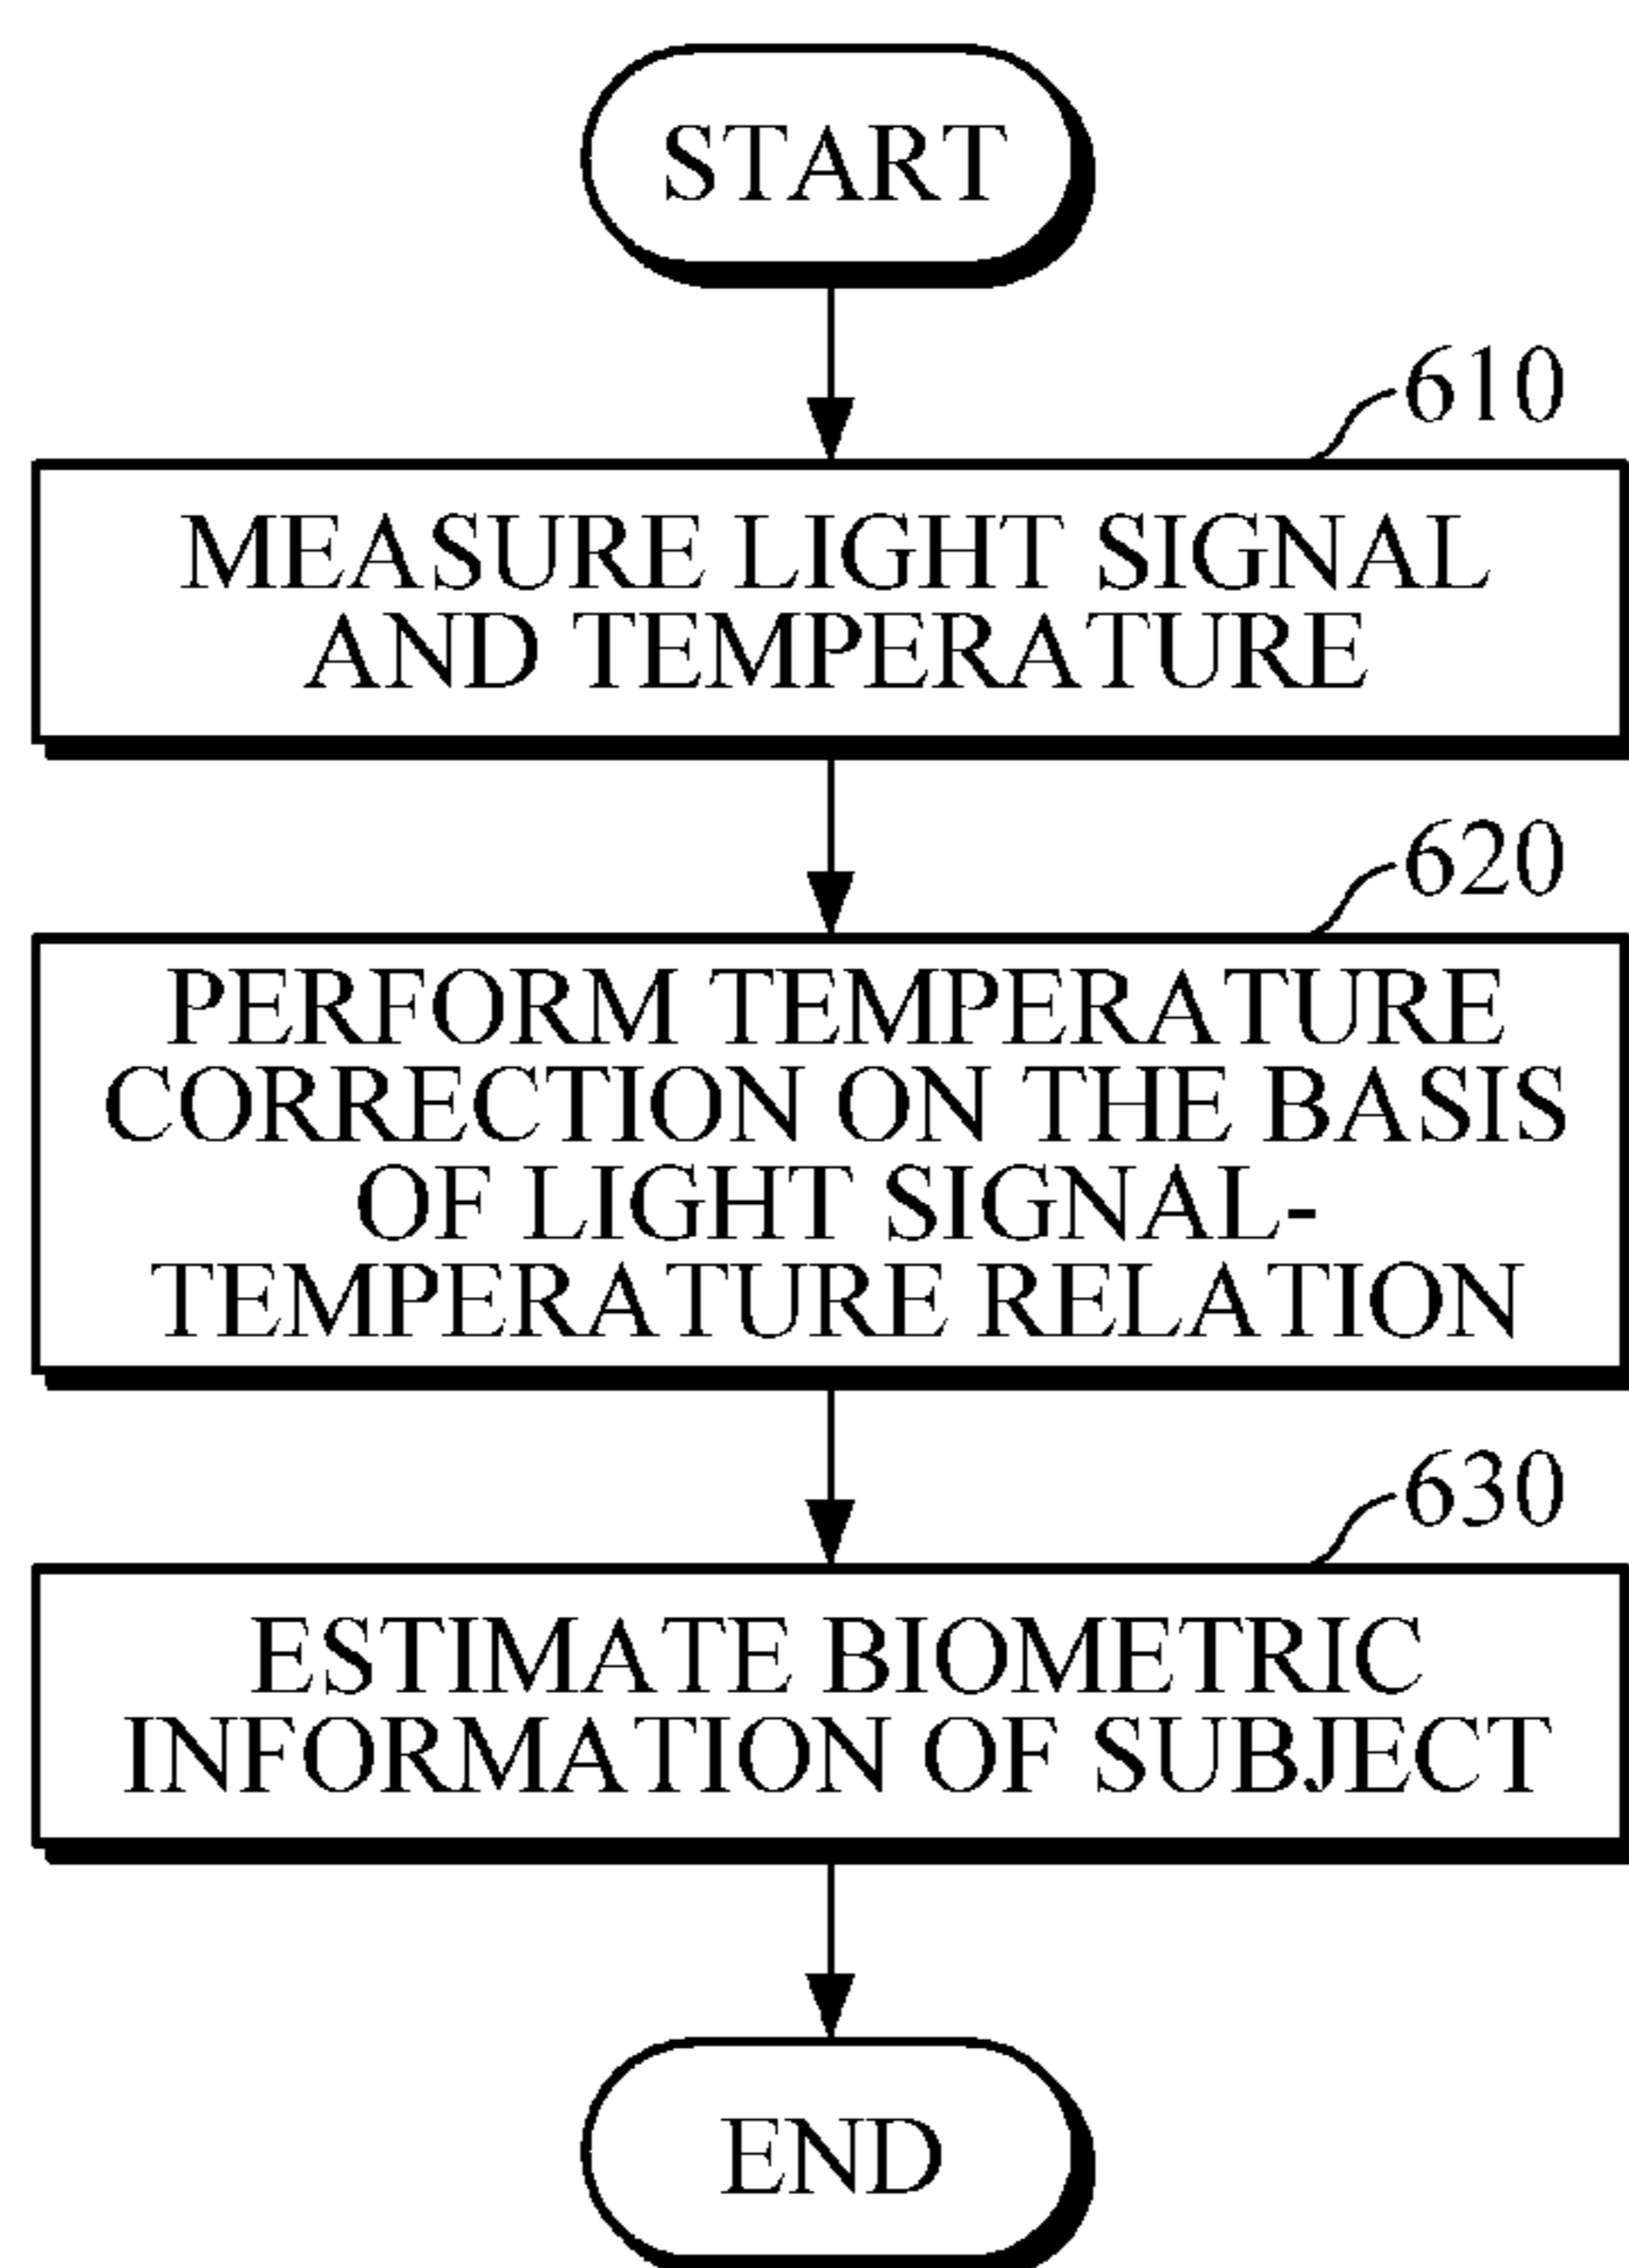 START
610
MEASURE LIGHT SIGNAL
AND TEMPERATURE
620
PERFORM TEMPERATURE
CORRECTION ON THE BASIS
OF LIGHT SIGNAL-
TEMPERATURE RELATION
630
ESTIMATE BIOMETRIC
INFORMATION OF SUBJECT
END